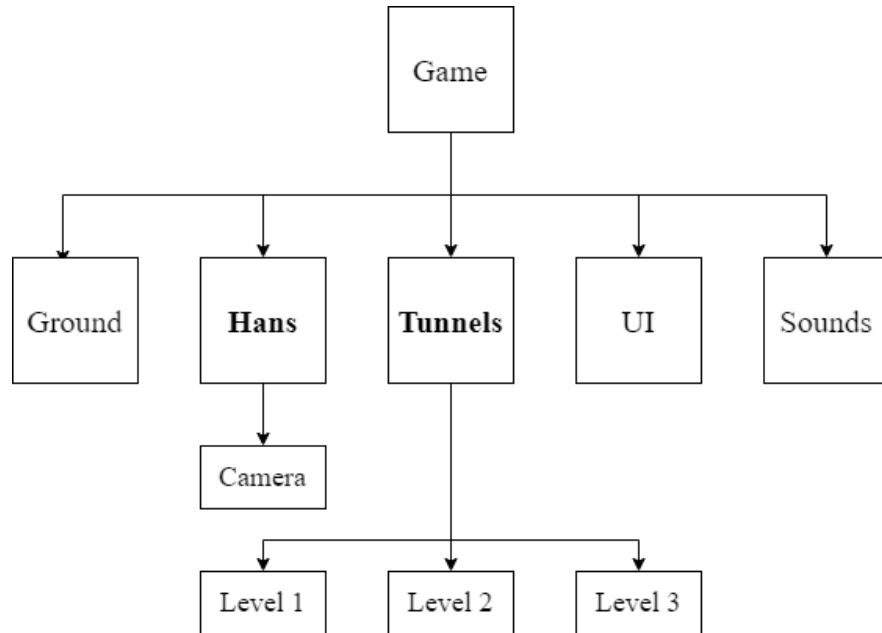 Game
Ground
Hans
Tunnels
UI
Sounds
Camera
Level 1
Level 2
Level 3